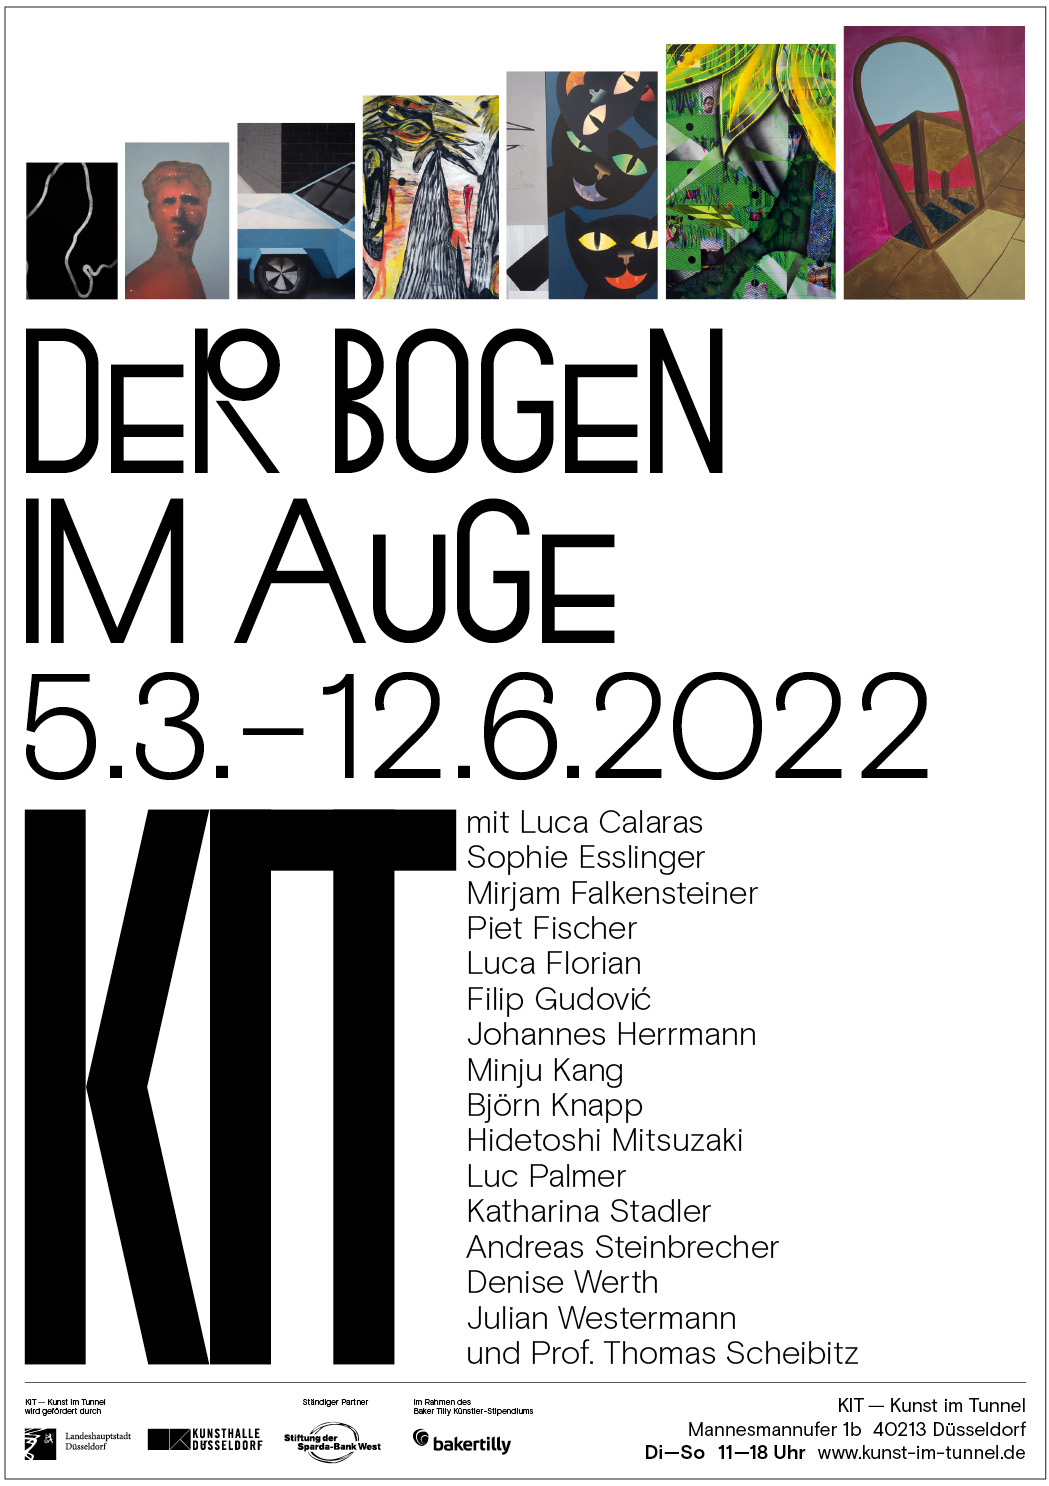 DER BOGEN
IM AUGE
5.3.–12.6.2022
KIT
mit Luca Calaras
Sophie Esslinger
Mirjam Falkensteiner
Piet Fischer
Luca Florian
Filip Gudović
Johannes Herrmann
Minju Kang
Björn Knapp
Hidetoshi Mitsuzaki
Luc Palmer
Katharina Stadler
Andreas Steinbrecher
Denise Werth
Julian Westermann
und Prof. Thomas Scheibitz
KIT — Kunst im Tunnel
wird gefördert durch
Landeshauptstadt
Düsseldorf
KUNSTHALLE
DÜSSELDORF
Ständiger Partner
Stiftung der
Sparda-Bank West
Im Rahmen des
Baker Tilly Künstler-Stipendiums
bakertilly
KIT — Kunst im Tunnel
Mannesmannufer 1b 40213 Düsseldorf
Di—So 11—18 Uhr www.kunst-im-tunnel.de